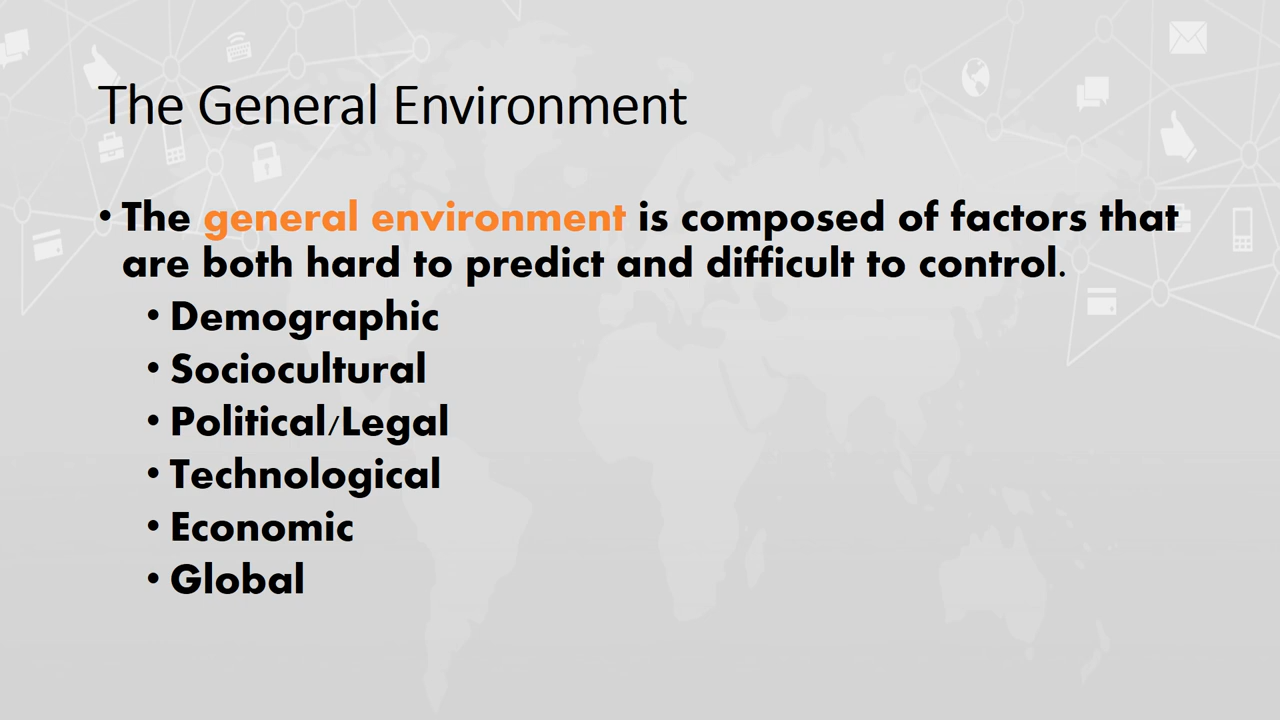 The General Environment
• The general environment is composed of factors that
are both hard to predict and difficult to control.
• Demographic
• Sociocultural
• Political/Legal
• Technological
• Economic
• Global